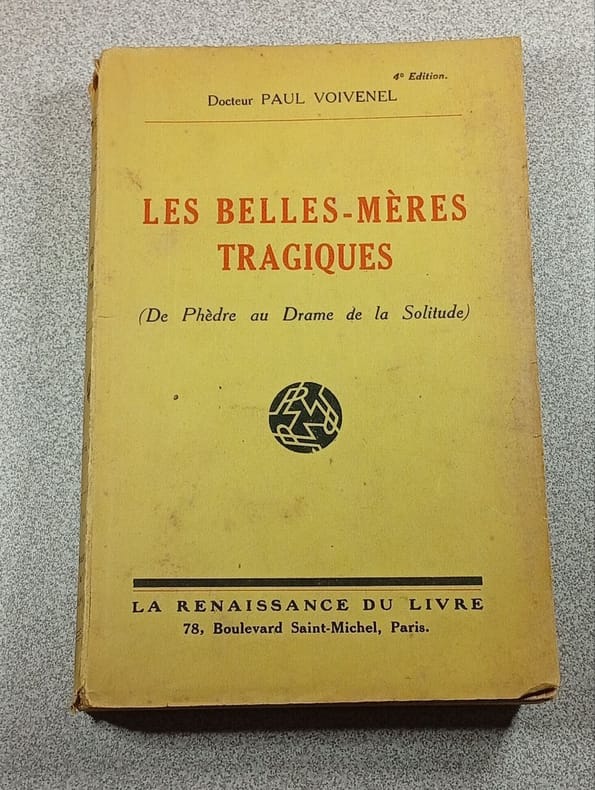 4e Edition.
Docteur PAUL VOIVENEL
LES BELLES-MÈRES
TRAGIQUES
(De Phèdre au Drame de la Solitude)
LA RENAISSANCE DU LIVRE
78, Boulevard Saint-Michel, Paris.